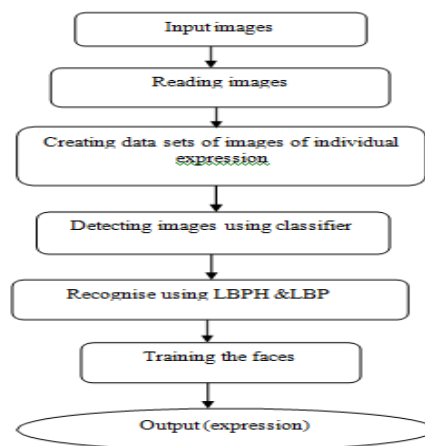 Input images
Reading images
Creating data sets of images of individual
expression
Detecting images using classifier
Recognise using LBPH &LBP
Training the faces
Output (expression)